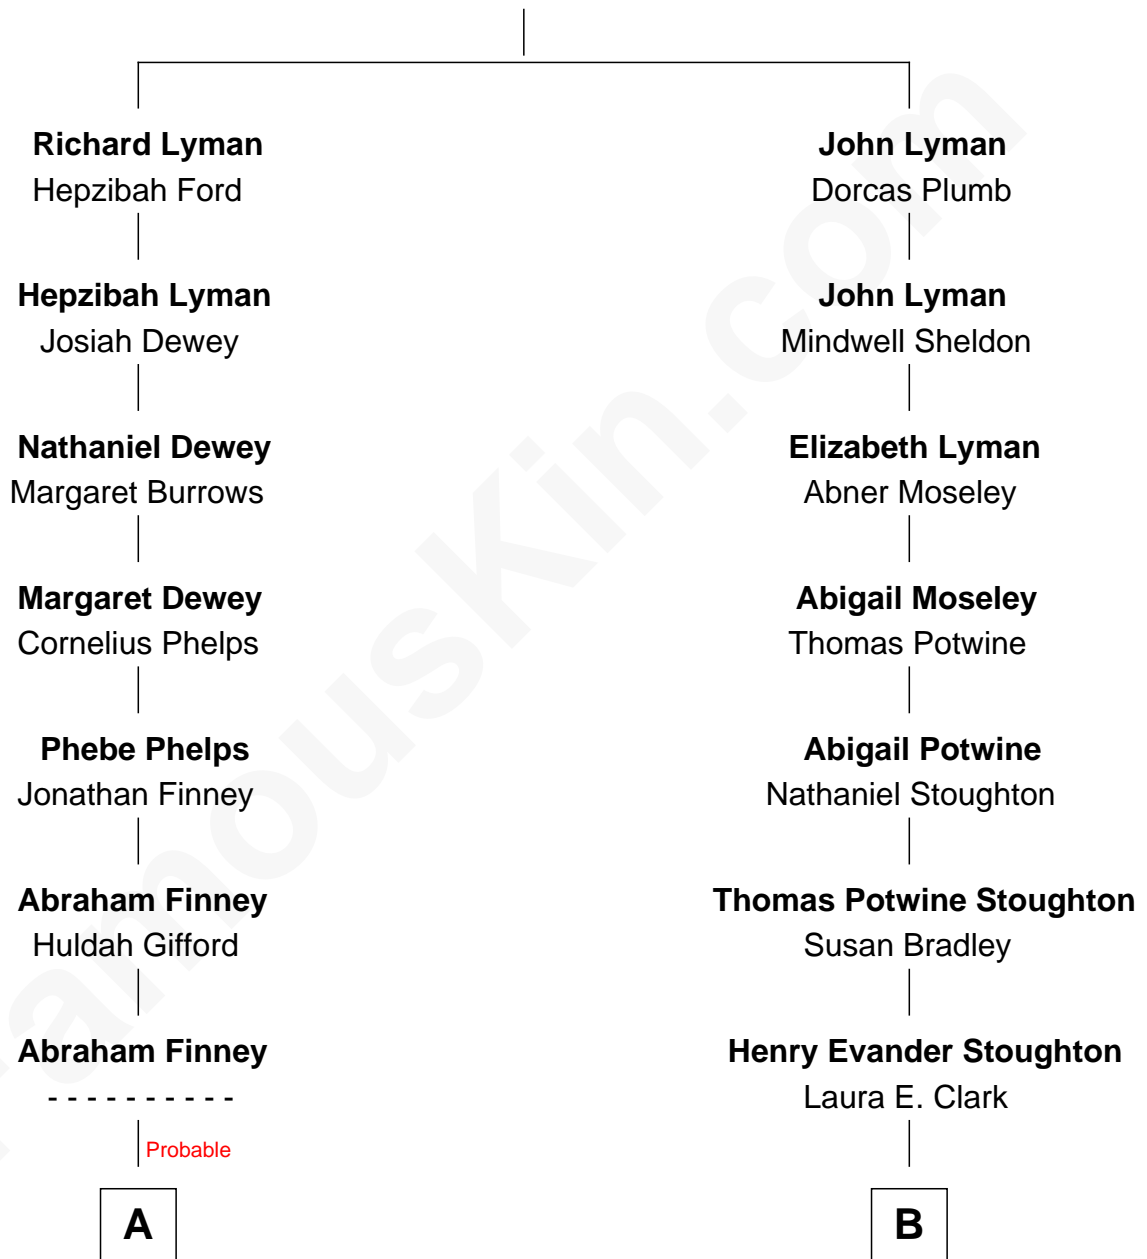 Richard Lyman
Hepzibah Ford
John Lyman
Dorcas Plumb
Hepzibah Lyman
Josiah Dewey
John Lyman
Mindwell Sheldon
Nathaniel Dewey
Margaret Burrows
Elizabeth Lyman
Abner Moseley
Margaret Dewey
Cornelius Phelps
Abigail Moseley
Thomas Potwine
Phebe Phelps
Jonathan Finney
Abigail Potwine
Nathaniel Stoughton
Abraham Finney
Huldah Gifford
Thomas Potwine Stoughton
Susan Bradley
Abraham Finney
- - - - - - - - - -
Henry Evander Stoughton
Laura E. Clark
Probable
A
B
FamousKin.com